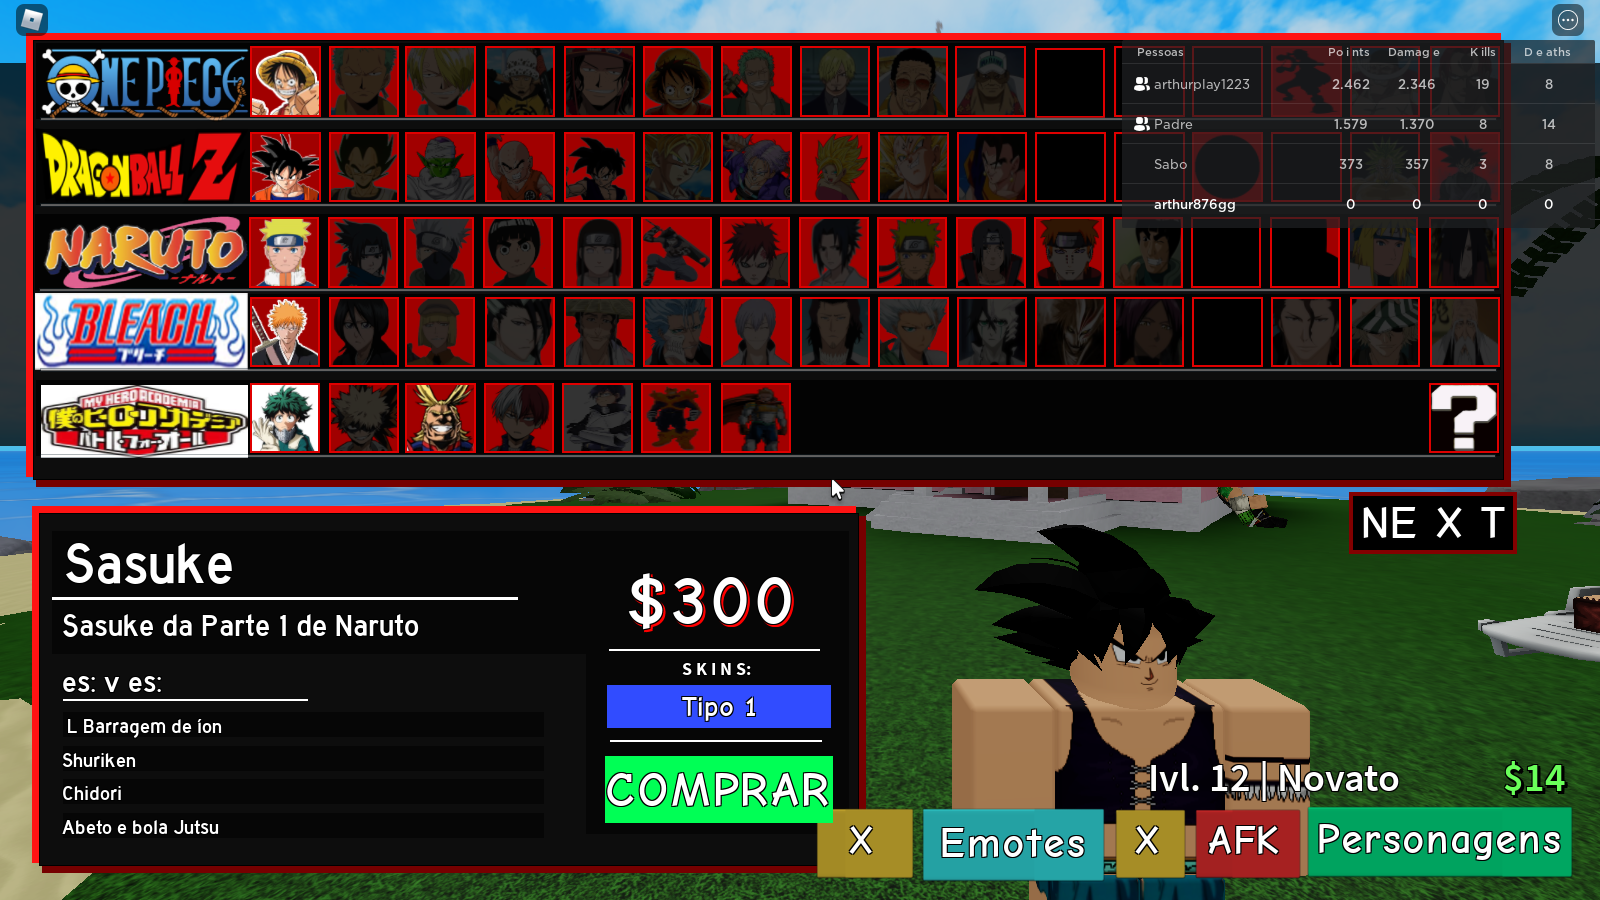 ONE PIECE
Pessoas Points Damage Kills Deaths
arthurplay1223 2.462 2.346 19 8
Padre 1.579 1.370 8 14
Sabo 373 357 3 8
arthur876gg 0 0 0 0
DRAGONBALL Z
NARUTO
-ナルト-
BLEACH
ブリーチ
MY HERO ACADEMIA
僕のヒーローアカデミア
バトル・フォー・オール
?
NEXT
Sasuke
Sasuke da Parte 1 de Naruto
es: v es:
L Barragem de íon
Shuriken
Chidori
Abeto e bola Jutsu
$300
SKINS:
Tipo 1
COMPRAR
lvl. 12 | Novato
$14
X
Emotes
X
AFK
Personagens